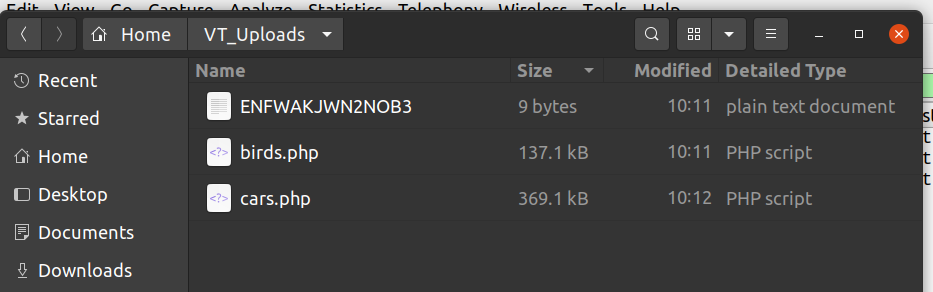 Edit View Go Capture Analyze Statistics Telephony Wireless Tools Help
Home VT_Uploads
Name Size Modified Detailed Type
Recent
ENFWAKJWN2NOB3 9 bytes 10:11 plain text document
Starred
birds.php 137.1 kB 10:11 PHP script
Home
cars.php 369.1 kB 10:12 PHP script
Desktop
Documents
Downloads